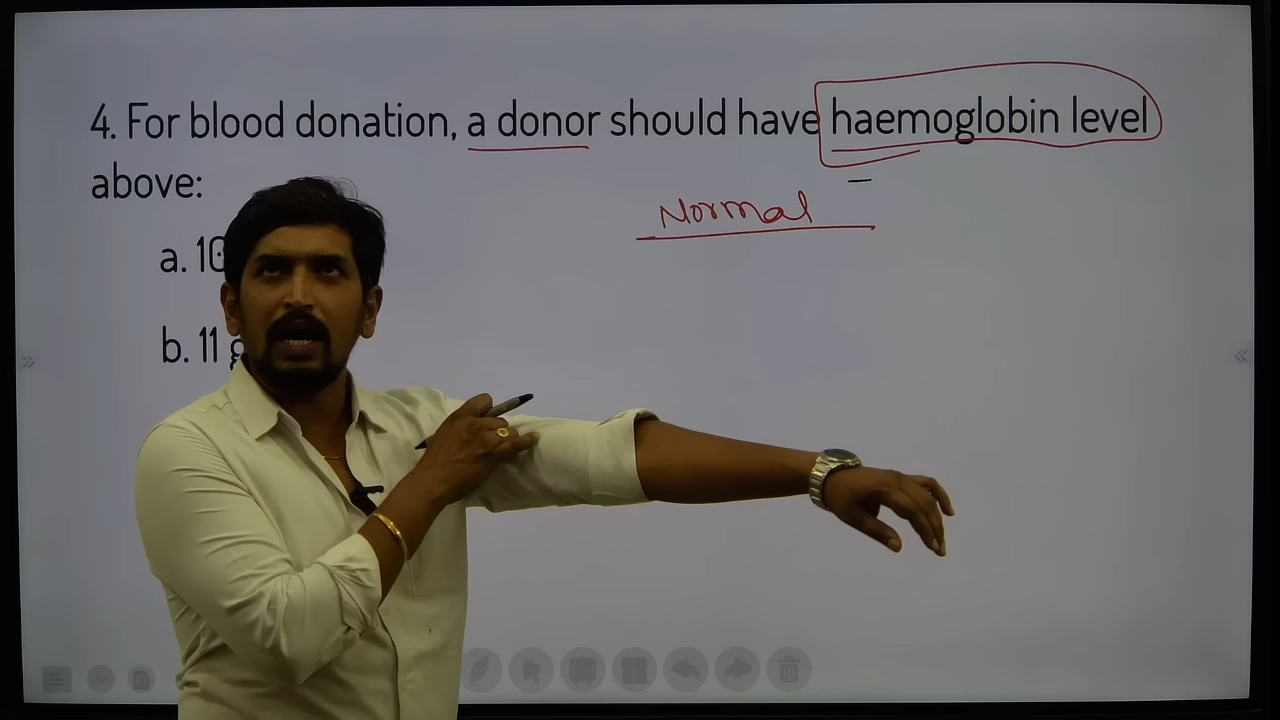 4. For blood donation, a donor should have haemoglobin level
above:
Normal
a. 10
b. 11 g